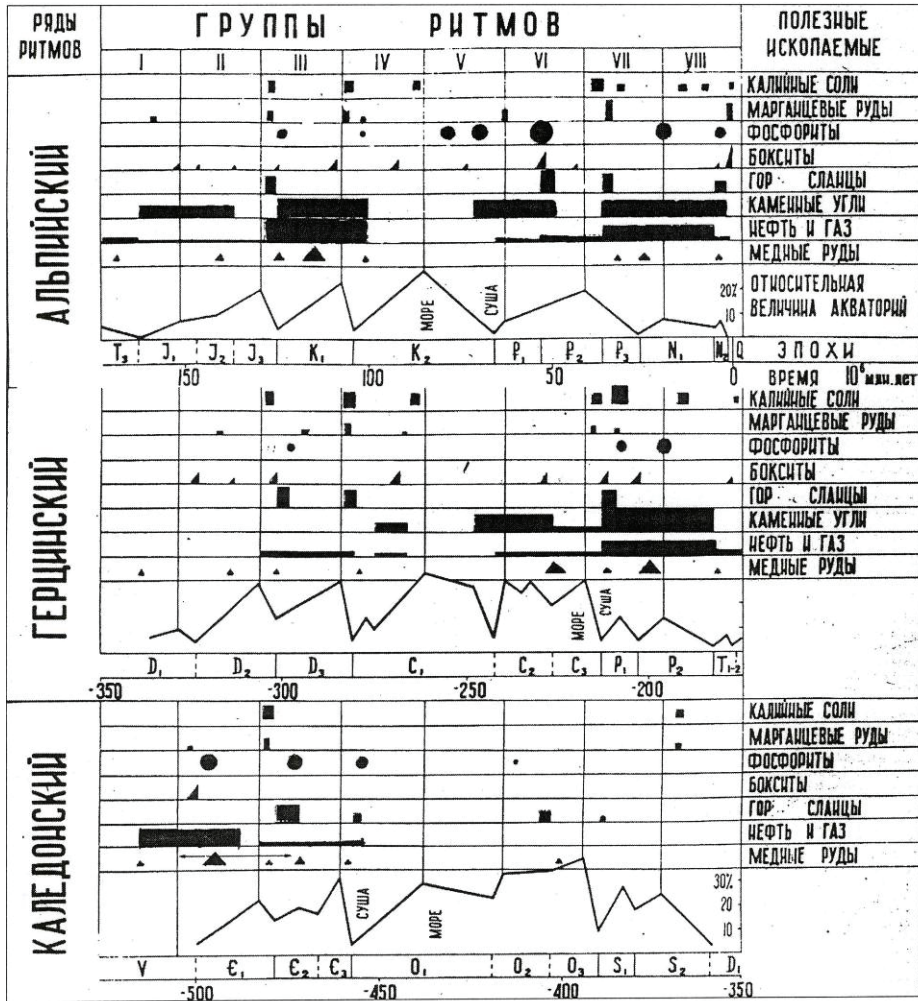 РЯДЫ РИТМОВ
ГРУППЫ РИТМОВ
ПОЛЕЗНЫЕ ИСКОПАЕМЫЕ
I II III IV V VI VII VIII
АЛЬПИЙСКИЙ
КАЛИЙНЫЕ СОЛИ
МАРГАНЦЕВЫЕ РУДЫ
ФОСФОРИТЫ
БОКСИТЫ
ГОР СЛАНЦЫ
КАМЕННЫЕ УГЛИ
НЕФТЬ И ГАЗ
МЕДНЫЕ РУДЫ
МОРЕ СУША
20%
10
ОТНОСИТЕЛЬНАЯ
ВЕЛИЧИНА АКВАТОРИЙ
T₃ J₁ J₂ J₃ K₁ K₂ P₁ P₂ P₃ N₁ N₂ Q ЭПОХИ
150 100 50 0 ВРЕМЯ 10⁶ млн.лет
ГЕРЦИНСКИЙ
КАЛИЙНЫЕ СОЛИ
МАРГАНЦЕВЫЕ РУДЫ
ФОСФОРИТЫ
БОКСИТЫ
ГОР СЛАНЦЫ
КАМЕННЫЕ УГЛИ
НЕФТЬ И ГАЗ
МЕДНЫЕ РУДЫ
МОРЕ СУША
D₁ D₂ D₃ C₁ C₂ C₃ P₁ P₂ T₁₋₂
-350 -300 -250 -200
КАЛЕДОНСКИЙ
КАЛИЙНЫЕ СОЛИ
МАРГАНЦЕВЫЕ РУДЫ
ФОСФОРИТЫ
БОКСИТЫ
ГОР СЛАНЦЫ
НЕФТЬ И ГАЗ
МЕДНЫЕ РУДЫ
СУША МОРЕ
30%
20
10
V Є₁ Є₂ Є₃ O₁ O₂ O₃ S₁ S₂ D₁
-500 -450 -400 -350